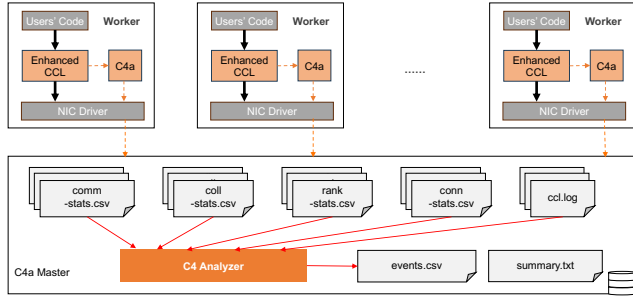 Users' Code Worker
Enhanced
CCL
C4a
NIC Driver
Users' Code Worker
Enhanced
CCL
C4a
NIC Driver
......
Users' Code Worker
Enhanced
CCL
C4a
NIC Driver
comm
-stats.csv
coll
-stats.csv
rank
-stats.csv
conn
-stats.csv
ccl.log
C4a Master
C4 Analyzer
events.csv
summary.txt